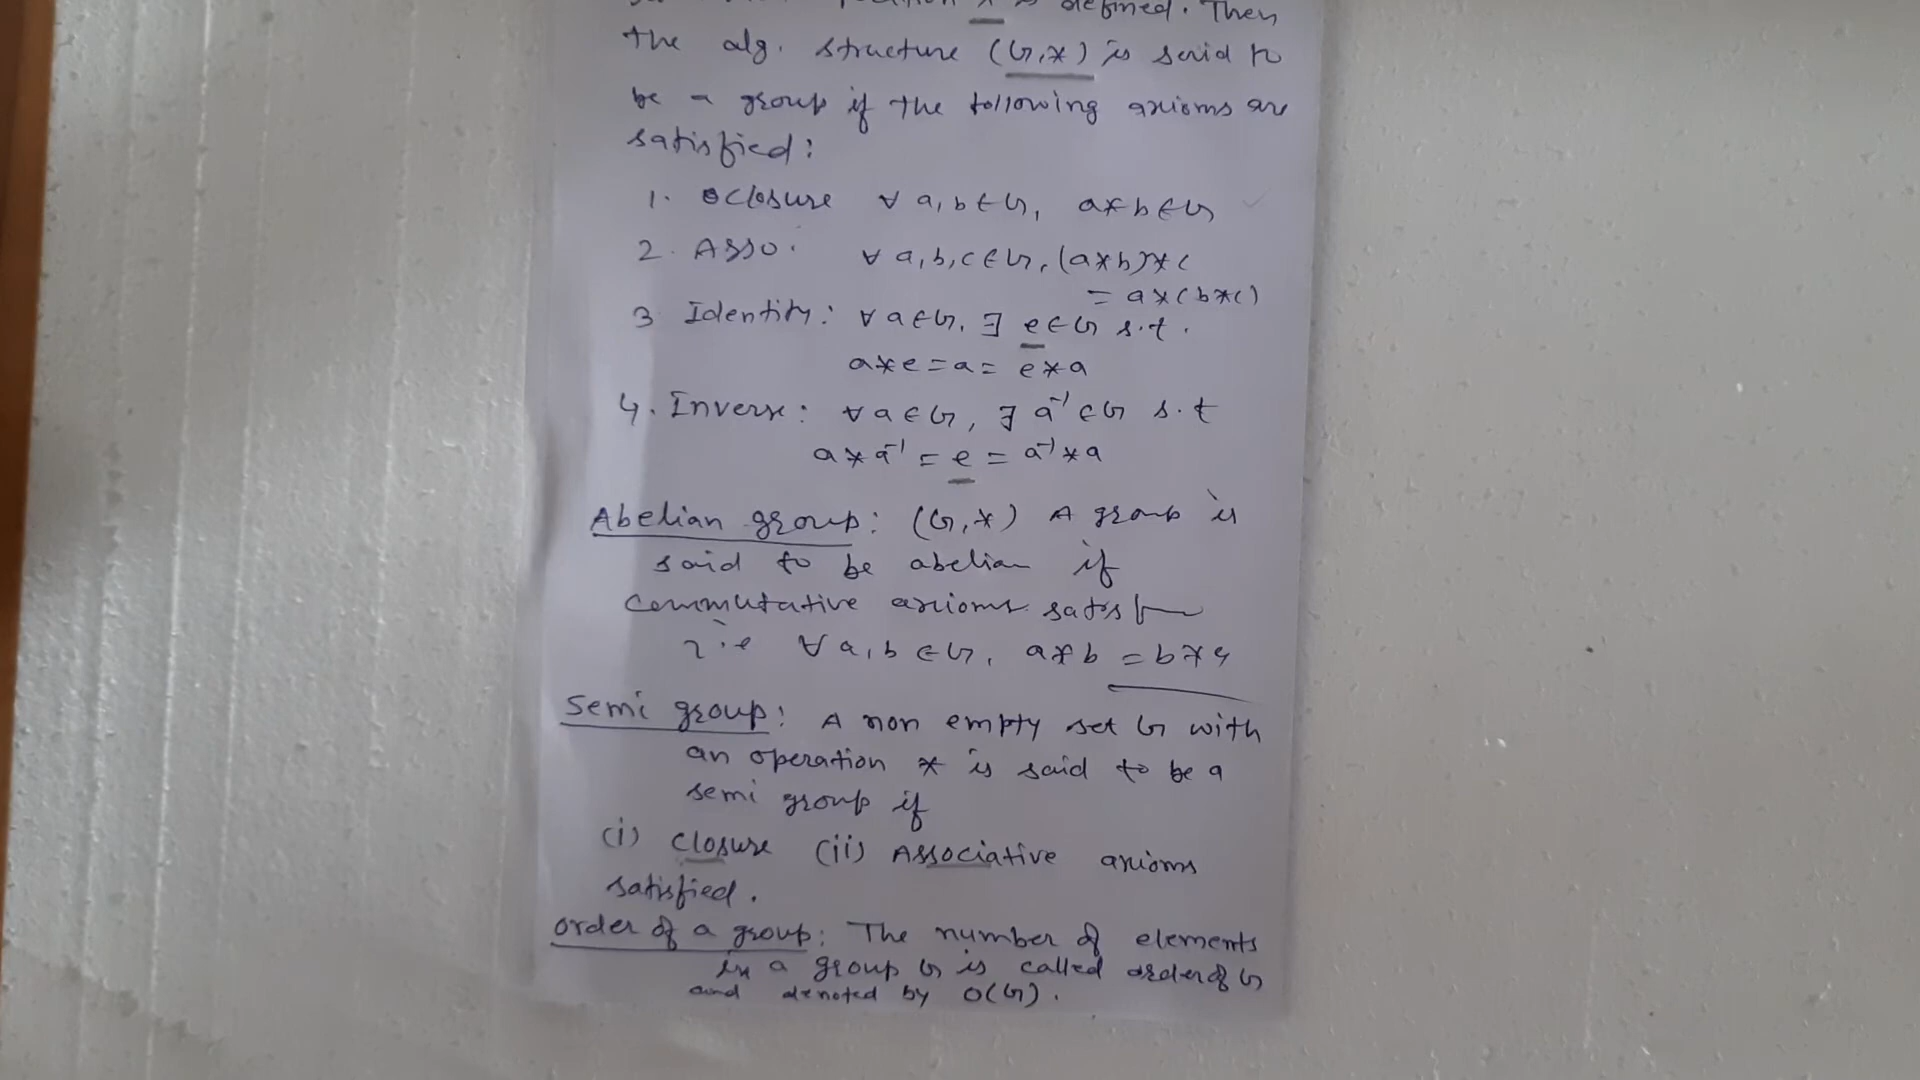 * is defined. Then
the alg. structure (G,*) is said to
be a group if the following axioms are
satisfied:
1. closure ∀ a,b ∈ G, a*b ∈ G
2. Asso. ∀ a,b,c ∈ G, (a*b)*c
= a*(b*c)
3 Identity: ∀ a ∈ G, ∃ e ∈ G s.t.
a*e = a = e*a
4. Inverse: ∀ a ∈ G, ∃ a⁻¹ ∈ G s.t
a*a⁻¹ = e = a⁻¹*a
Abelian group: (G,*) A group is
said to be abelian if
commutative axioms
i.e ∀ a,b ∈ G, a*b = b*a
Semi group: A non empty set G with
an operation * is said to be a
semi group if
(i) closure (ii) Associative axioms
satisfied.
order of a group: The number of elements
in a group G is called order of G
and denoted by O(G).